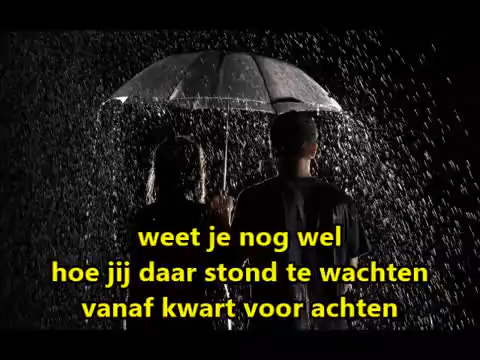 weet je nog wel
hoe jij daar stond te wachten
vanaf kwart voor achten